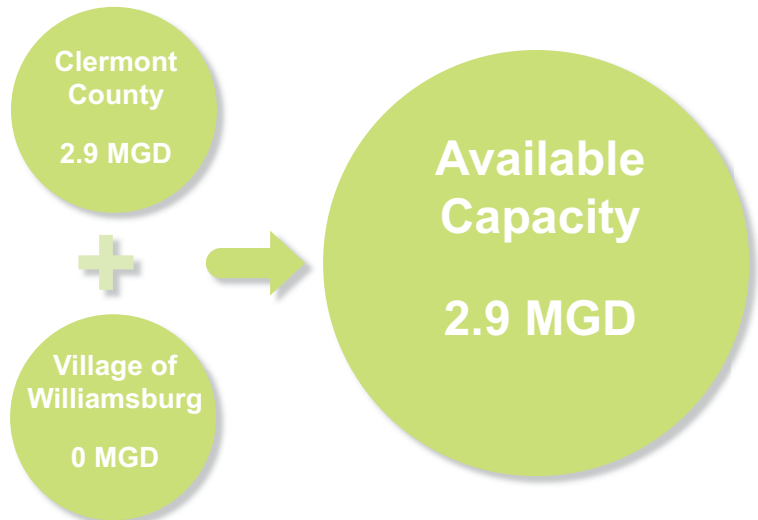 Clermont
County
2.9 MGD
Village of
Williamsburg
0 MGD
Available
Capacity
2.9 MGD